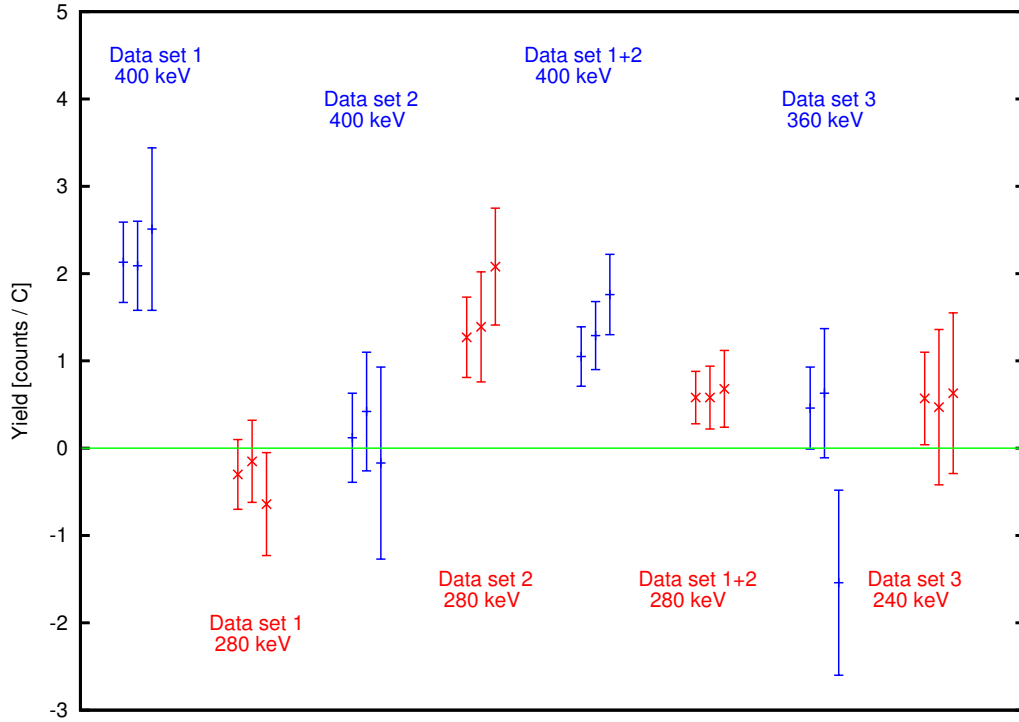 5
Data set 1
400 keV
Data set 1+2
400 keV
4
Data set 2
400 keV
Data set 3
360 keV
3
2
Yield [counts / C]
1
0
-1
Data set 2
280 keV
Data set 1+2
280 keV
Data set 3
240 keV
-2
Data set 1
280 keV
-3